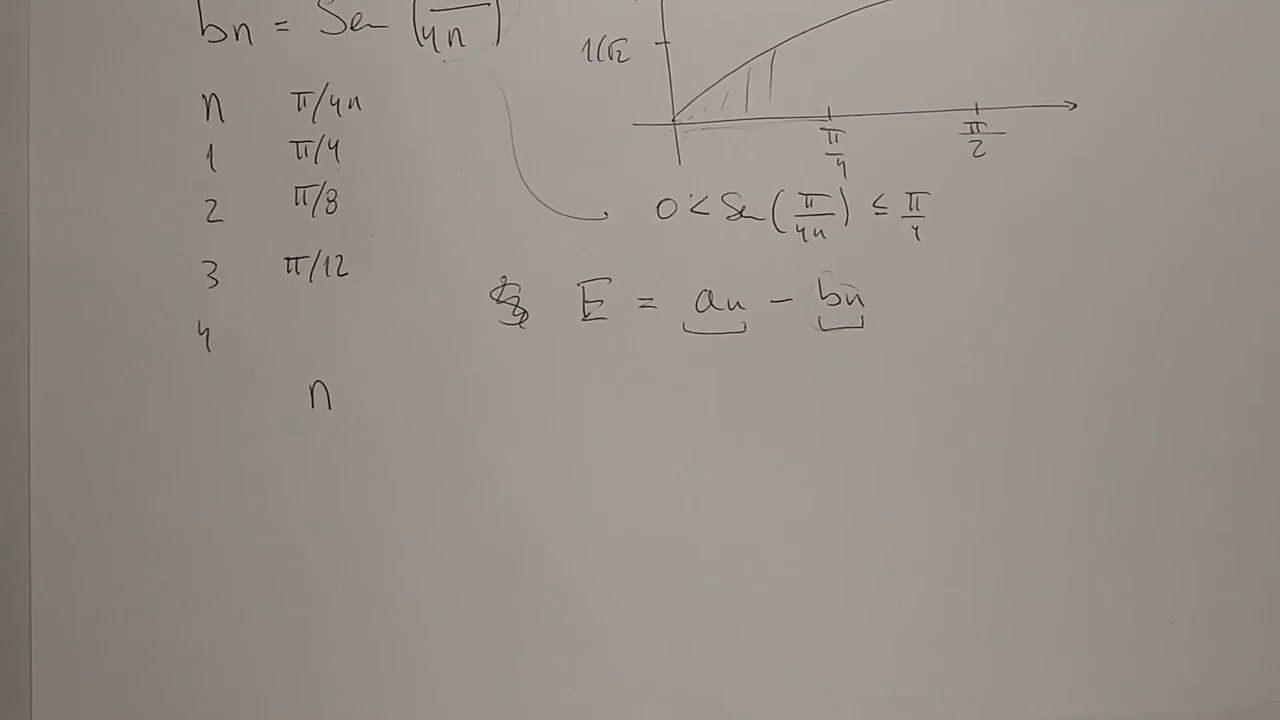 bn = Sen (‾/4n)
n π/4n
1 π/4
2 π/8
3 π/12
4
n
1/√2
π/4 π/2
0 < Sen (π/4n) ≤ π/4
E = an - bn